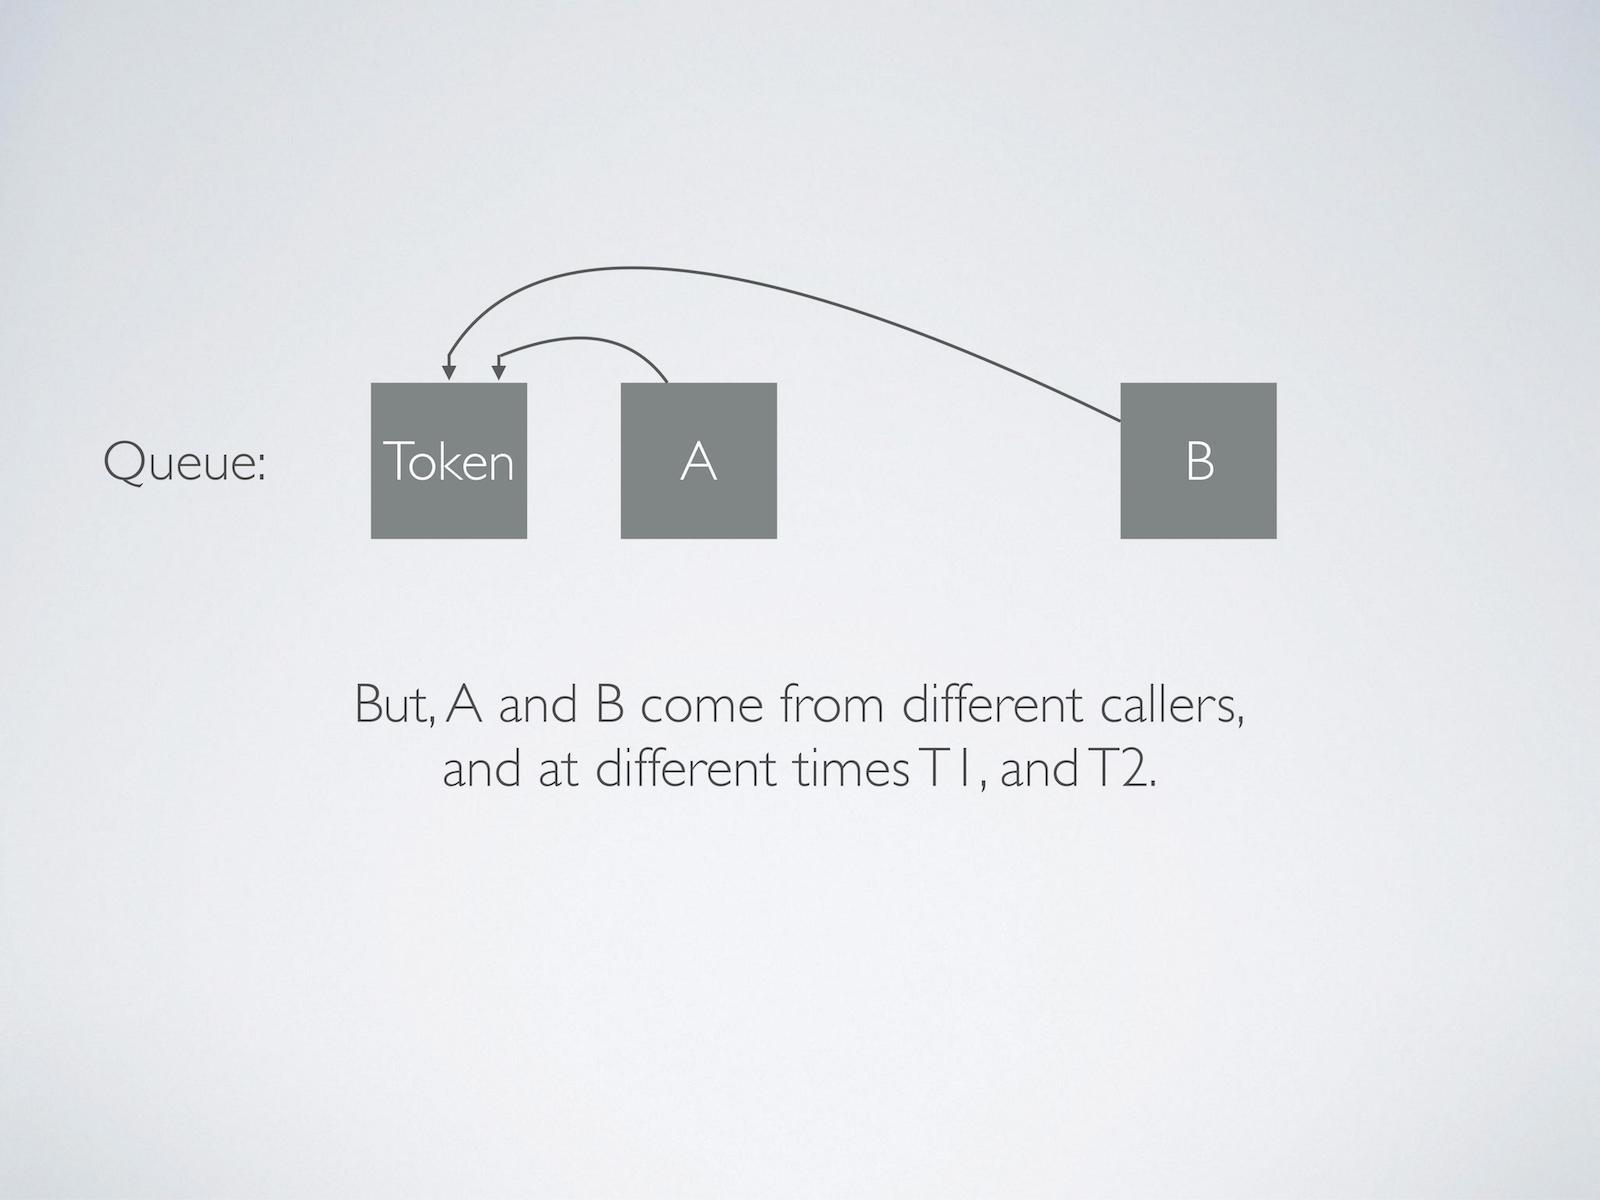 Queue:
Token
A
B
But, A and B come from different callers,
and at different times T1, and T2.